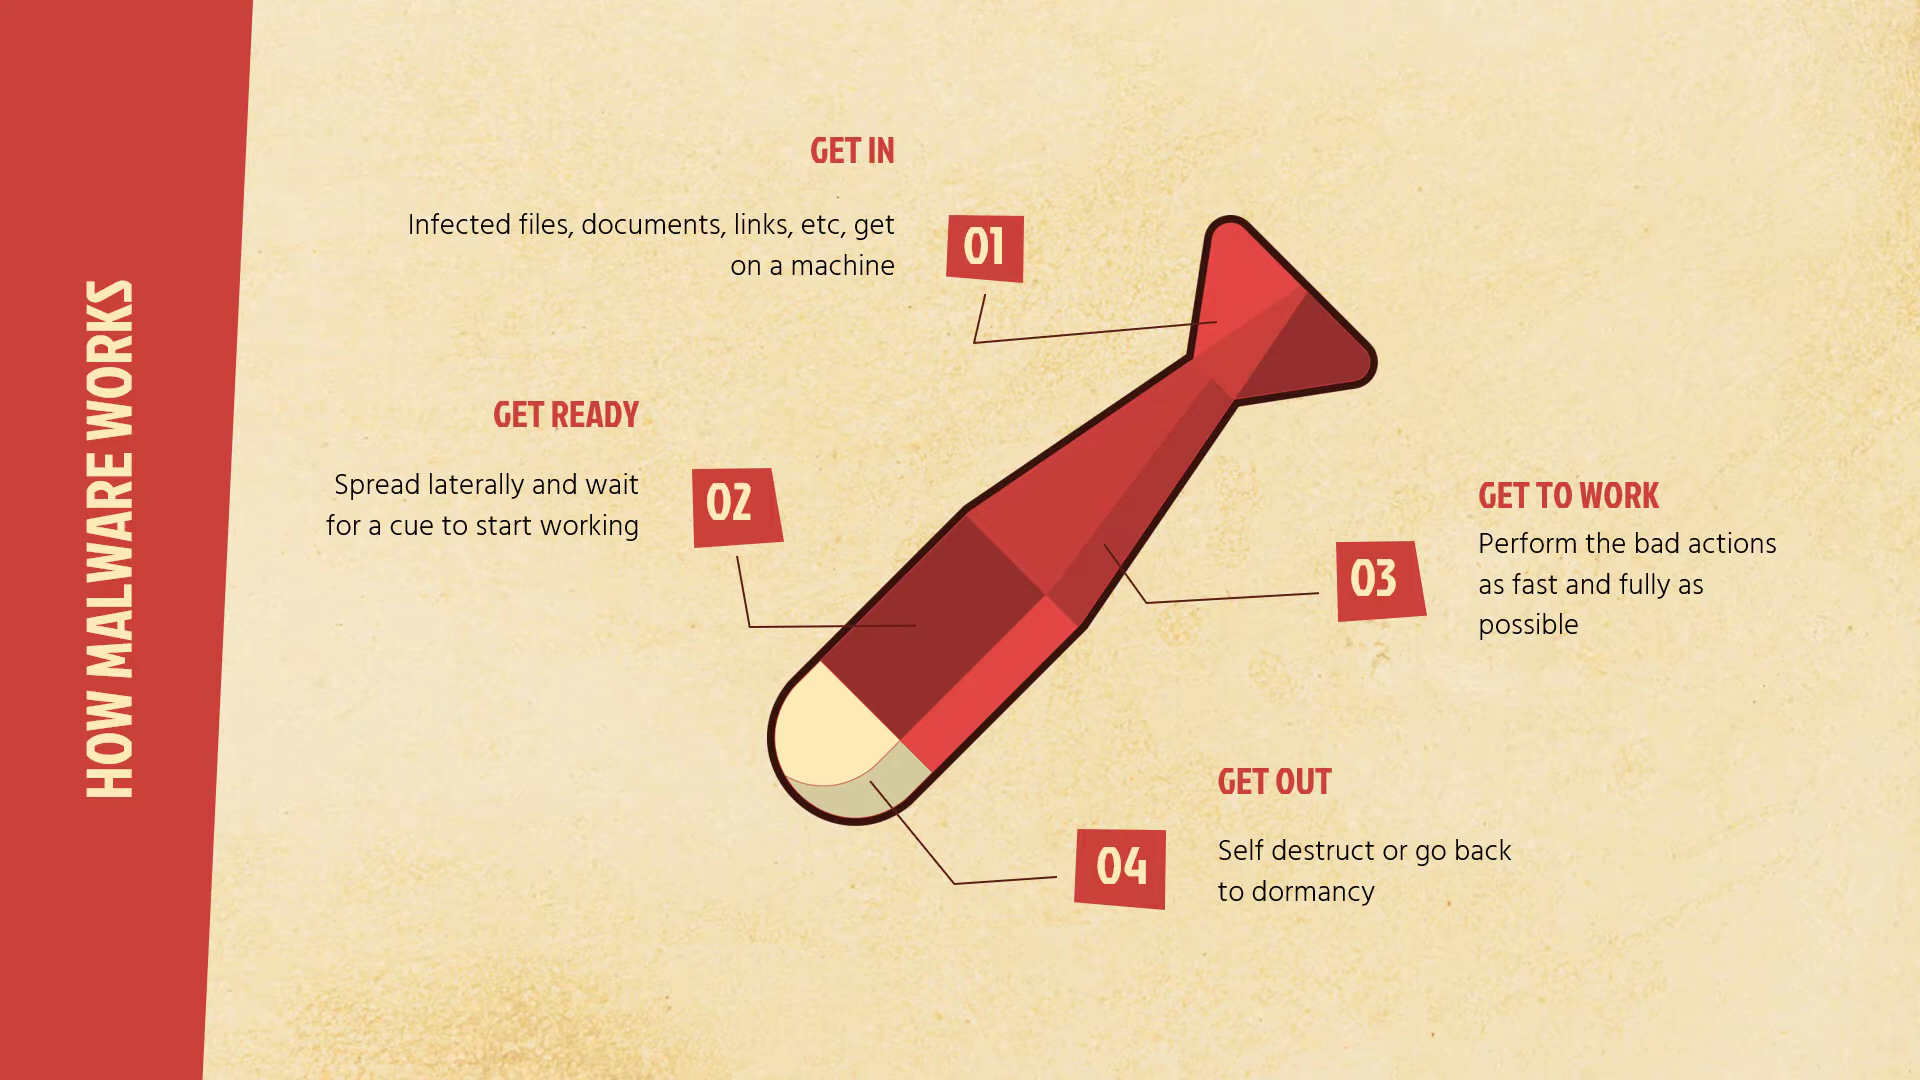 HOW MALWARE WORKS
GET IN
Infected files, documents, links, etc, get
on a machine
01
GET READY
Spread laterally and wait
for a cue to start working
02
GET TO WORK
Perform the bad actions
as fast and fully as
possible
03
GET OUT
Self destruct or go back
to dormancy
04